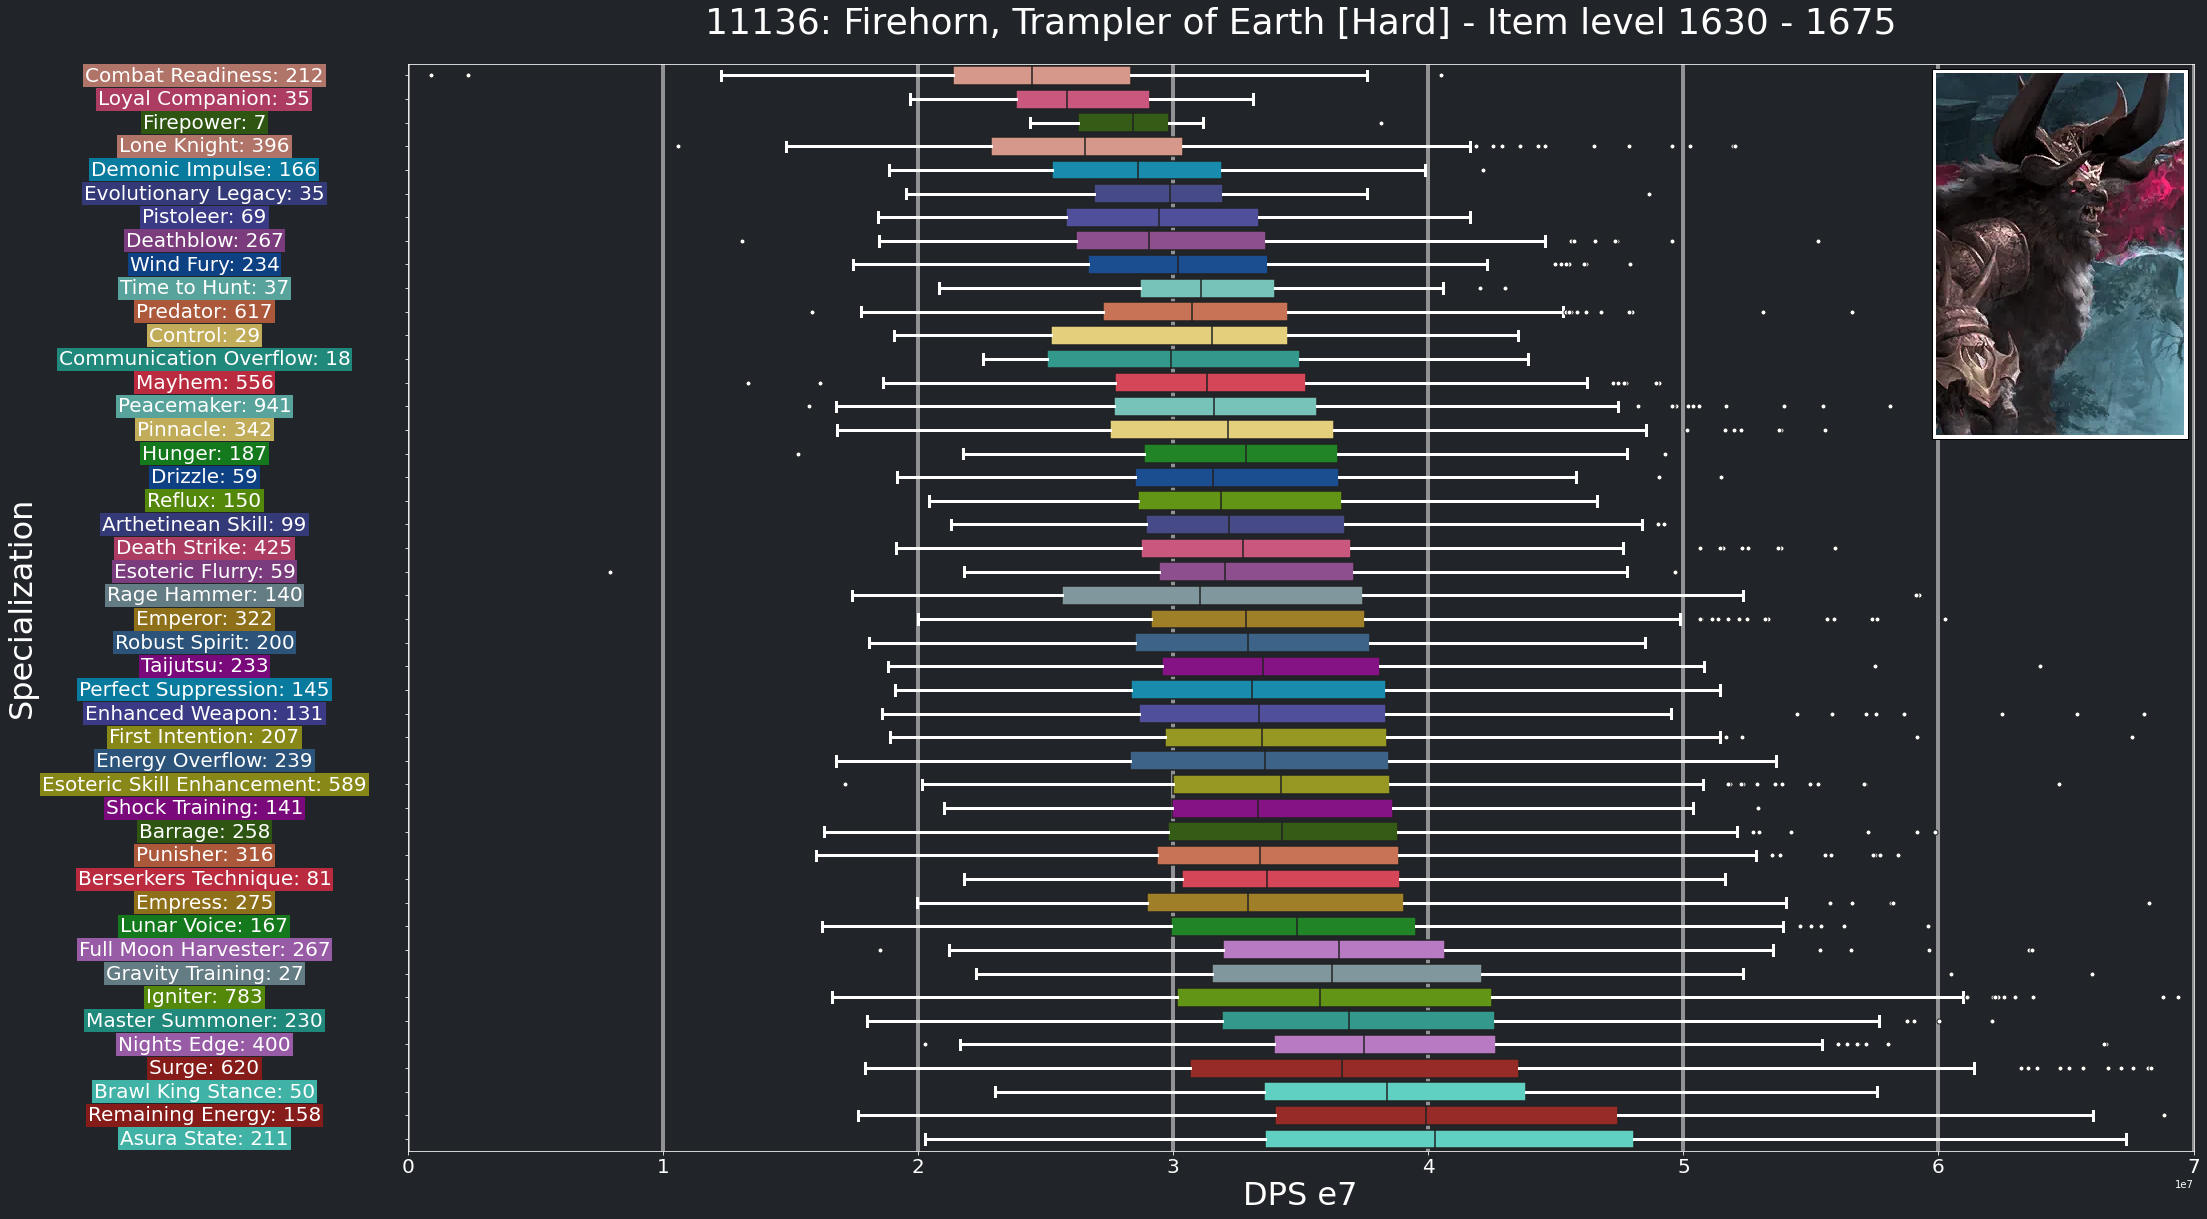 11136: Firehorn, Trampler of Earth [Hard] - Item level 1630 - 1675
Specialization
Combat Readiness: 212
Loyal Companion: 35
Firepower: 7
Lone Knight: 396
Demonic Impulse: 166
Evolutionary Legacy: 35
Pistoleer: 69
Deathblow: 267
Wind Fury: 234
Time to Hunt: 37
Predator: 617
Control: 29
Communication Overflow: 18
Mayhem: 556
Peacemaker: 941
Pinnacle: 342
Hunger: 187
Drizzle: 59
Reflux: 150
Arthetinean Skill: 99
Death Strike: 425
Esoteric Flurry: 59
Rage Hammer: 140
Emperor: 322
Robust Spirit: 200
Taijutsu: 233
Perfect Suppression: 145
Enhanced Weapon: 131
First Intention: 207
Energy Overflow: 239
Esoteric Skill Enhancement: 589
Shock Training: 141
Barrage: 258
Punisher: 316
Berserkers Technique: 81
Empress: 275
Lunar Voice: 167
Full Moon Harvester: 267
Gravity Training: 27
Igniter: 783
Master Summoner: 230
Nights Edge: 400
Surge: 620
Brawl King Stance: 50
Remaining Energy: 158
Asura State: 211
0 1 2 3 4 5 6 7
1e7
DPS e7